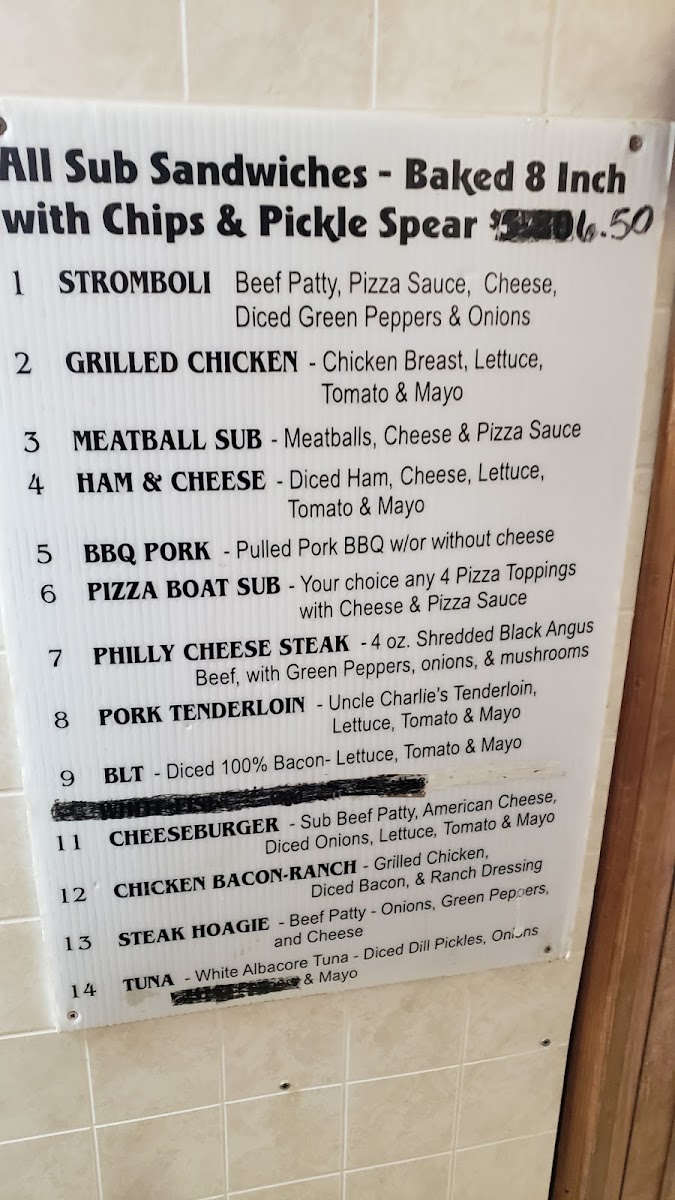 All Sub Sandwiches - Baked 8 Inch
with Chips & Pickle Spear $6.50
1 STROMBOLI Beef Patty, Pizza Sauce, Cheese,
Diced Green Peppers & Onions
2 GRILLED CHICKEN - Chicken Breast, Lettuce,
Tomato & Mayo
3 MEATBALL SUB - Meatballs, Cheese & Pizza Sauce
4 HAM & CHEESE - Diced Ham, Cheese, Lettuce,
Tomato & Mayo
5 BBQ PORK - Pulled Pork BBQ w/or without cheese
6 PIZZA BOAT SUB - Your choice any 4 Pizza Toppings
with Cheese & Pizza Sauce
7 PHILLY CHEESE STEAK - 4 oz. Shredded Black Angus
Beef, with Green Peppers, onions, & mushrooms
8 PORK TENDERLOIN - Uncle Charlie's Tenderloin,
Lettuce, Tomato & Mayo
9 BLT - Diced 100% Bacon- Lettuce, Tomato & Mayo
11 CHEESEBURGER - Sub Beef Patty, American Cheese,
Diced Onions, Lettuce, Tomato & Mayo
12 CHICKEN BACON-RANCH - Grilled Chicken,
Diced Bacon, & Ranch Dressing
13 STEAK HOAGIE - Beef Patty - Onions, Green Peppers,
and Cheese
14 TUNA - White Albacore Tuna - Diced Dill Pickles, Onions
& Mayo